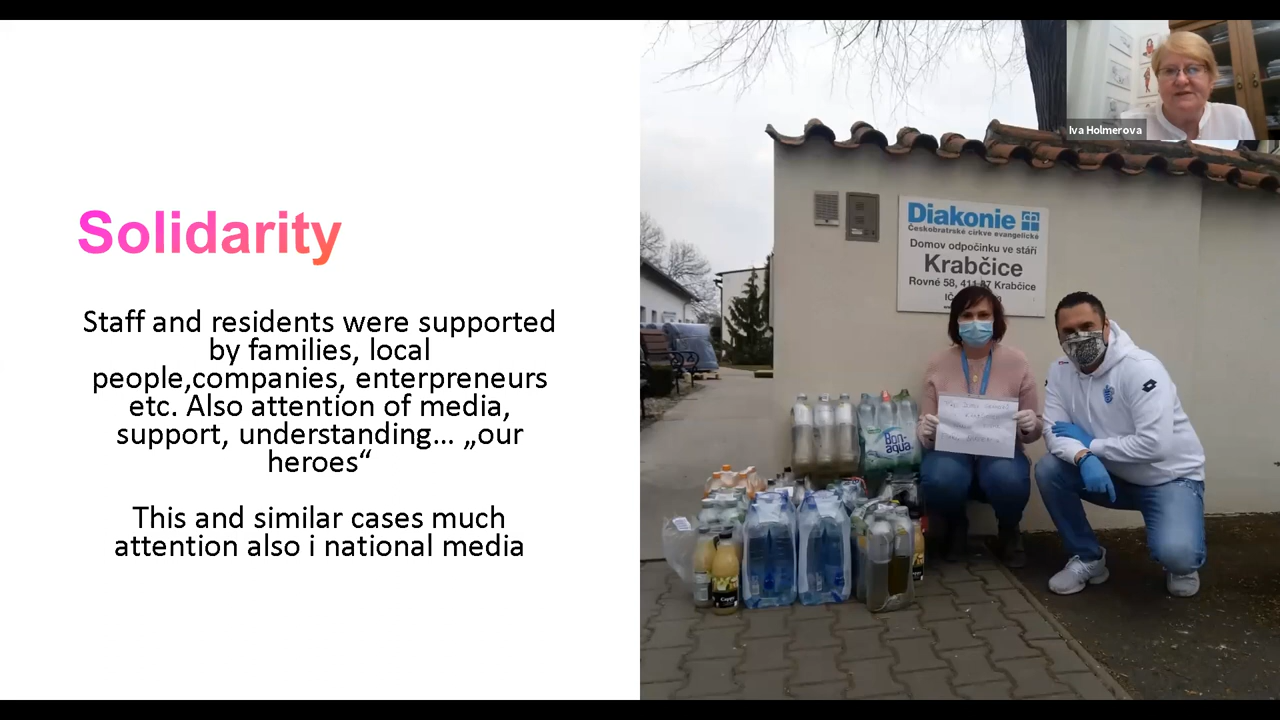 Solidarity
Staff and residents were supported
by families, local
people,companies, enterpreneurs
etc. Also attention of media,
support, understanding... „our
heroes“
This and similar cases much
attention also i national media
Iva Holmerova
Diakonie
Českobratrské církve evangelické
Domov odpočinku ve stáří
Krabčice
Rovné 58, 411 87 Krabčice
Bon-
aqua
Cappy